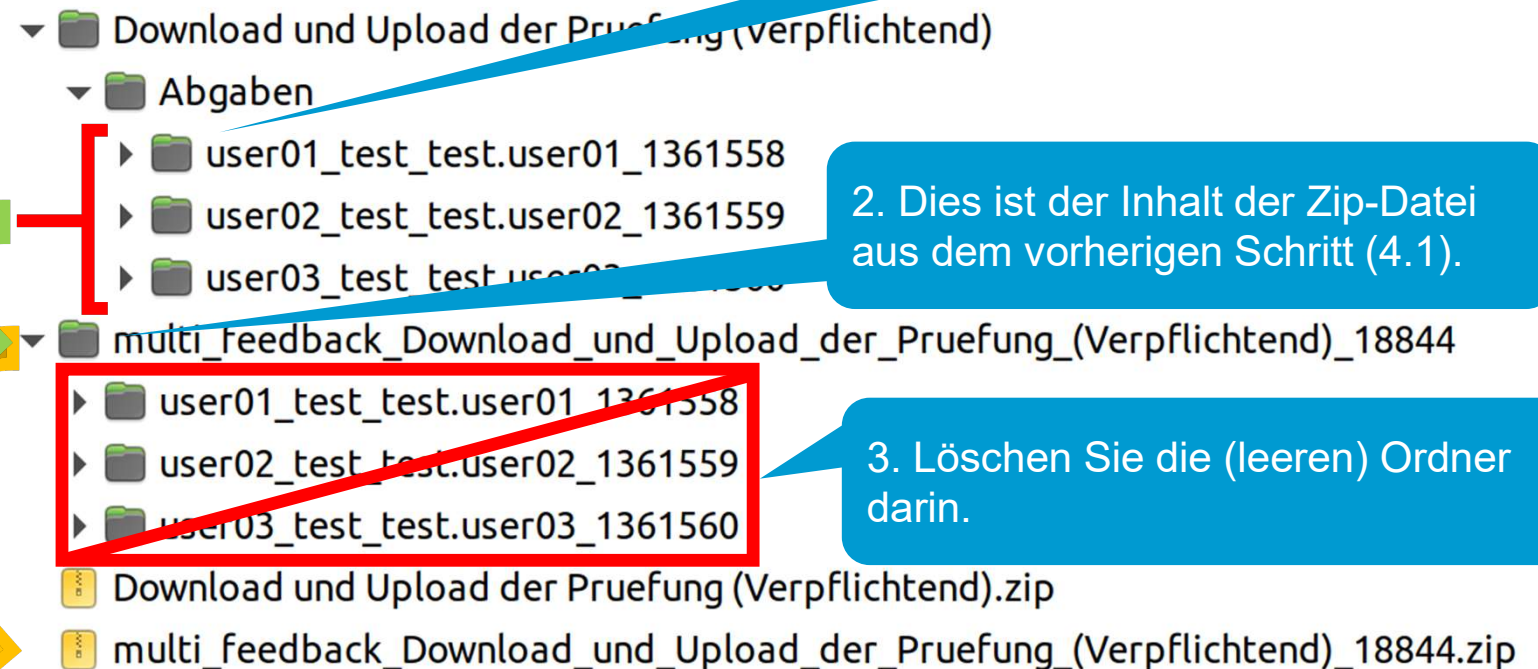 Download und Upload der Pruefung (Verpflichtend)
Abgaben
user01_test_test.user01_1361558
user02_test_test.user02_1361559
user03_test_test.user03_1361560
2. Dies ist der Inhalt der Zip-Datei
aus dem vorherigen Schritt (4.1).
multi_feedback_Download_und_Upload_der_Pruefung_(Verpflichtend)_18844
user01_test_test.user01_1361558
user02_test_test.user02_1361559
user03_test_test.user03_1361560
3. Löschen Sie die (leeren) Ordner
darin.
Download und Upload der Pruefung (Verpflichtend).zip
multi_feedback_Download_und_Upload_der_Pruefung_(Verpflichtend)_18844.zip